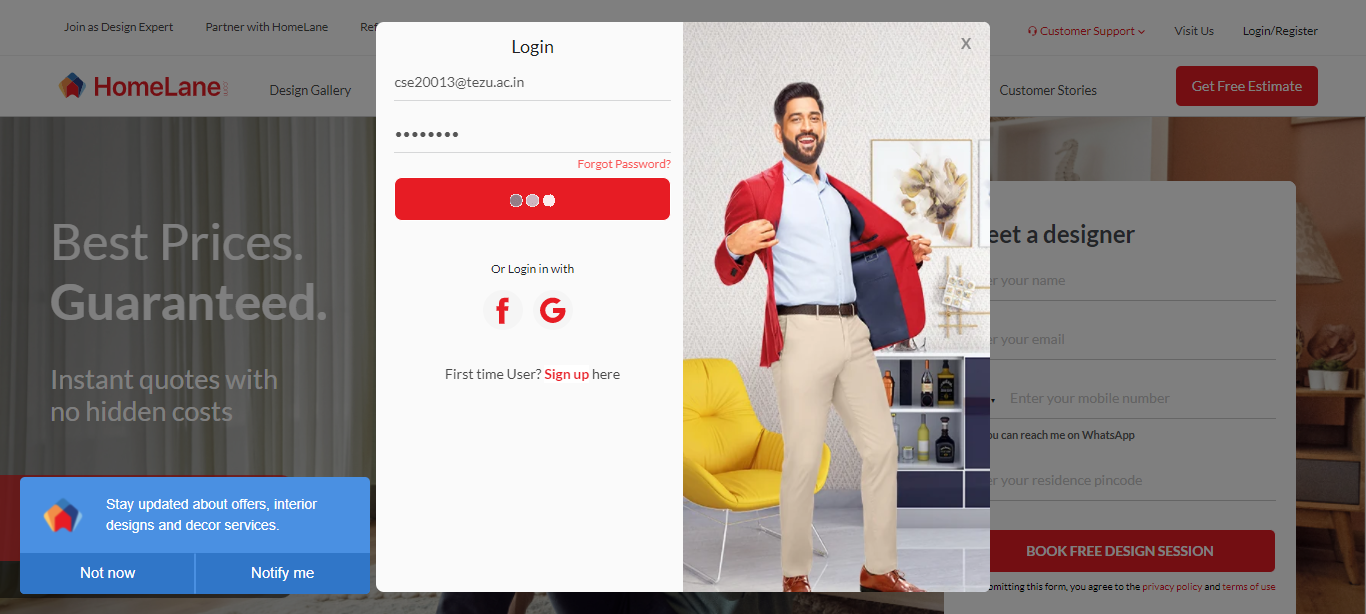 Join as Design Expert
Partner with HomeLane
Customer Support
Visit Us
Login/Register
HomeLane
Design Gallery
Customer Stories
Get Free Estimate
Login
X
cse20013@tezu.ac.in
••••••••
Forgot Password?
Or Login in with
f
G
First time User? Sign up here
Best Prices.
Guaranteed.
Instant quotes with
no hidden costs
Stay updated about offers, interior
designs and decor services.
Not now
Notify me
a designer
your name
your email
Enter your mobile number
can reach me on WhatsApp
your residence pincode
BOOK FREE DESIGN SESSION
this form, you agree to the privacy policy and terms of use